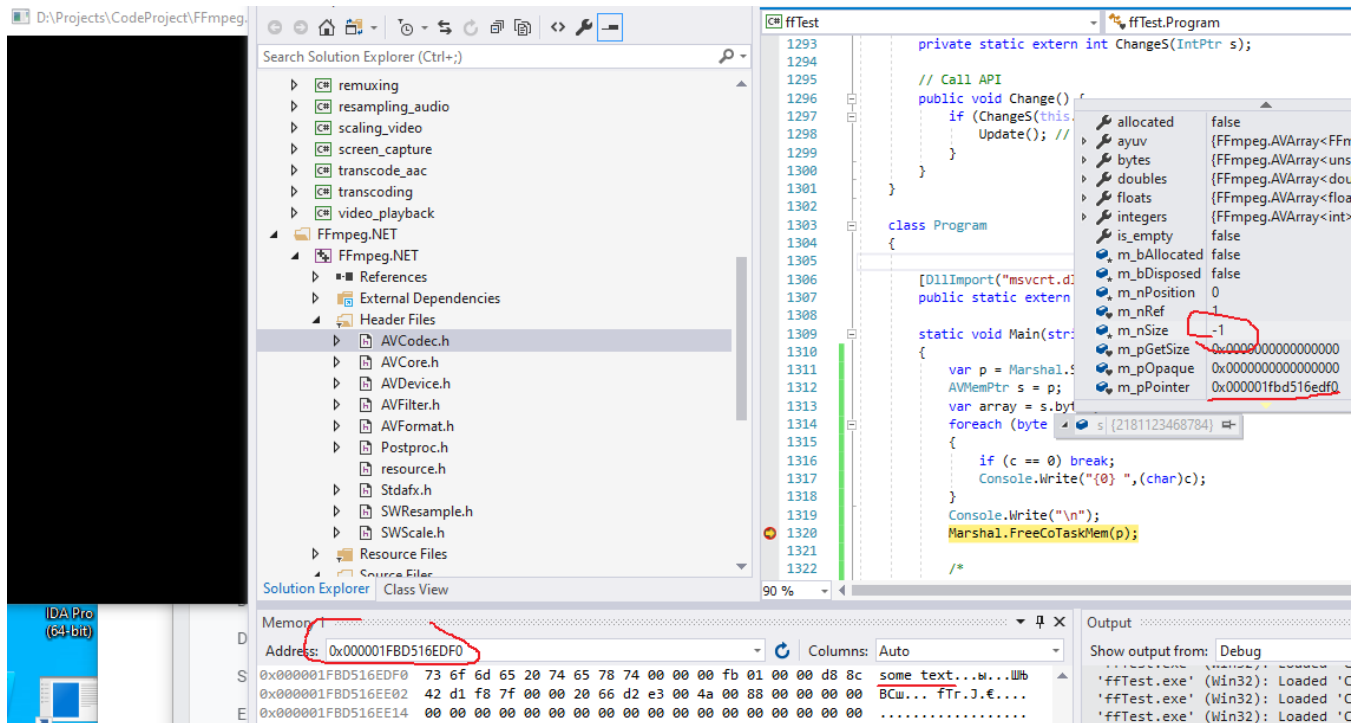 D:\Projects\CodeProject\FFmpeg.
Search Solution Explorer (Ctrl+;)
C# remuxing
C# resampling_audio
C# scaling_video
C# screen_capture
C# transcode_aac
C# transcoding
C# video_playback
FFmpeg.NET
FFmpeg.NET
References
External Dependencies
Header Files
AVCodec.h
AVCore.h
AVDevice.h
AVFilter.h
AVFormat.h
Postproc.h
resource.h
Stdafx.h
SWResample.h
SWScale.h
Resource Files
Source Files
Solution Explorer Class View
C# ffTest
ffTest.Program
1293 private static extern int ChangeS(IntPtr s);
1294
1295 // Call API
1296 public void Change() {
1297 if (ChangeS(this.
1298 Update(); //
1299 }
1300 }
1301 }
1302
1303 class Program
1304 {
1305
1306 [DllImport("msvcrt.dl
1307 public static extern
1308
1309 static void Main(stri
1310 {
1311 var p = Marshal.S
1312 AVMemPtr s = p;
1313 var array = s.byt
1314 foreach (byte
1315 {
1316 if (c == 0) break;
1317 Console.Write("{0} ",(char)c);
1318 }
1319 Console.Write("\n");
1320 Marshal.FreeCoTaskMem(p);
1321
1322 /*
90 %
allocated false
ayuv {FFmpeg.AVArray<FFm
bytes {FFmpeg.AVArray<uns
doubles {FFmpeg.AVArray<dou
floats {FFmpeg.AVArray<floa
integers {FFmpeg.AVArray<int>
is_empty false
m_bAllocated false
m_bDisposed false
m_nPosition 0
m_nRef 1
m_nSize -1
m_pGetSize 0x0000000000000000
m_pOpaque 0x0000000000000000
m_pPointer 0x000001fbd516edf0
s {2181123468784}
IDA Pro
(64-bit)
Memory 1
Address: 0x000001FBD516EDF0 Columns: Auto
0x000001FBD516EDF0 73 6f 6d 65 20 74 65 78 74 00 00 00 fb 01 00 00 d8 8c some text...ы...ШЊ
0x000001FBD516EE02 42 d1 f8 7f 00 00 20 66 d2 e3 00 4a 00 88 00 00 00 00 BСш... fТг.J.€....
0x000001FBD516EE14 00 00 00 00 00 00 00 00 00 00 00 00 00 00 00 00 00 00 ..................
Output
Show output from: Debug
'ffTest.exe' (Win32): Loaded 'C
'ffTest.exe' (Win32): Loaded 'C
'ffTest.exe' (Win32): Loaded 'C